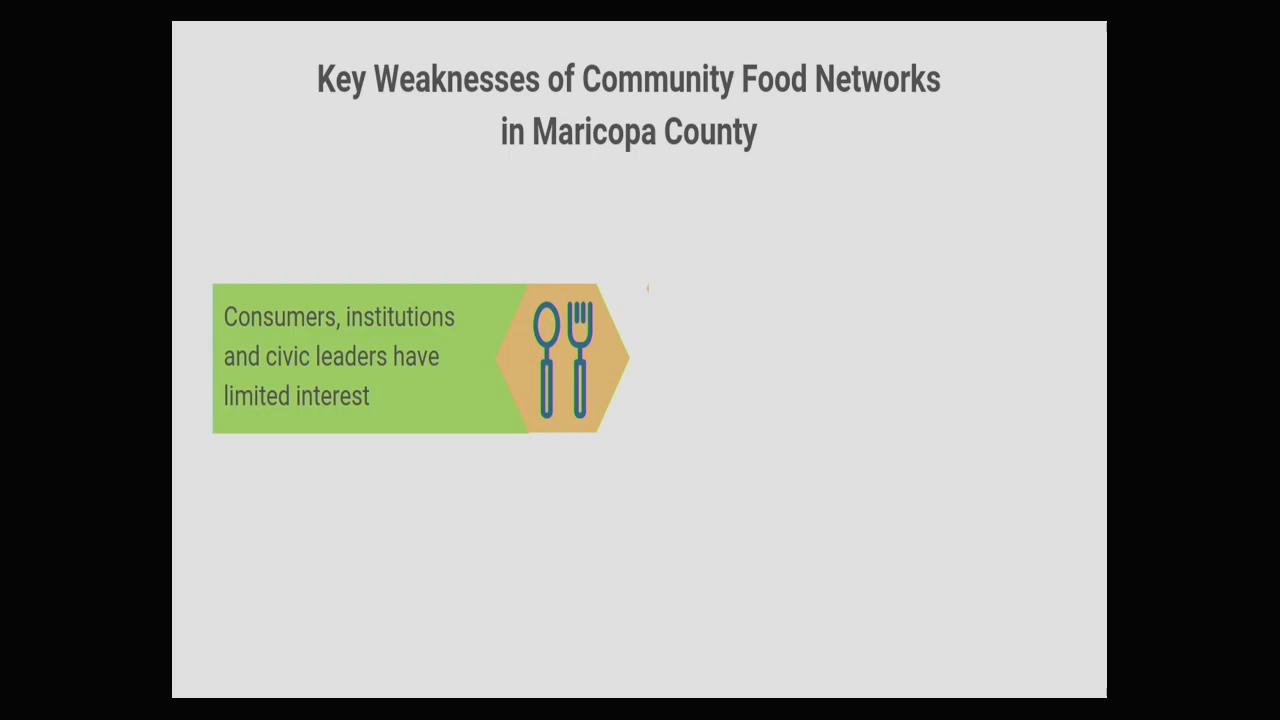 Key Weaknesses of Community Food Networks
in Maricopa County
Consumers, institutions
and civic leaders have
limited interest